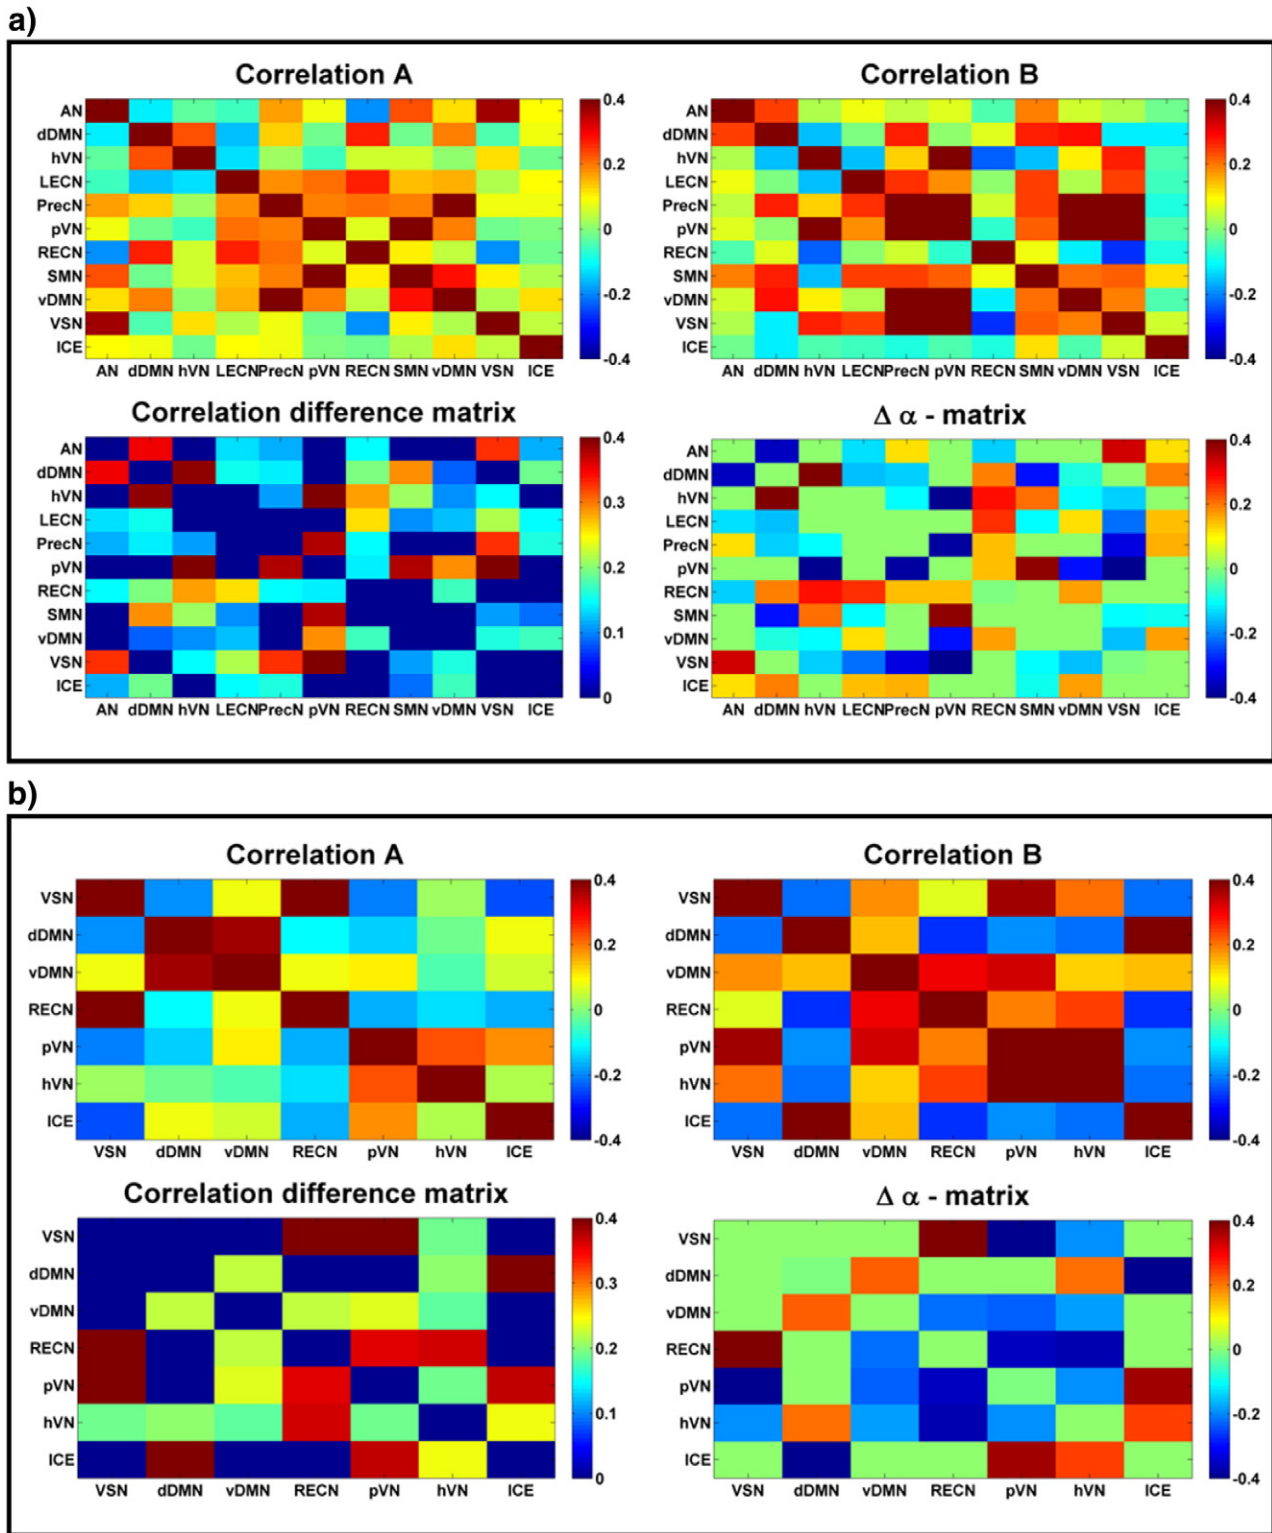 a)
Correlation A
AN
dDMN
hVN
LECN
PrecN
pVN
RECN
SMN
vDMN
VSN
ICE
AN dDMN hVN LECN PrecN pVN RECN SMN vDMN VSN ICE
0.4
0.2
0
-0.2
-0.4
Correlation B
AN
dDMN
hVN
LECN
PrecN
pVN
RECN
SMN
vDMN
VSN
ICE
AN dDMN hVN LECN PrecN pVN RECN SMN vDMN VSN ICE
0.4
0.2
0
-0.2
-0.4
Correlation difference matrix
AN
dDMN
hVN
LECN
PrecN
pVN
RECN
SMN
vDMN
VSN
ICE
AN dDMN hVN LECN PrecN pVN RECN SMN vDMN VSN ICE
0.4
0.3
0.2
0.1
0
Δ α - matrix
AN
dDMN
hVN
LECN
PrecN
pVN
RECN
SMN
vDMN
VSN
ICE
AN dDMN hVN LECN PrecN pVN RECN SMN vDMN VSN ICE
0.4
0.2
0
-0.2
-0.4
b)
Correlation A
VSN
dDMN
vDMN
RECN
pVN
hVN
ICE
VSN dDMN vDMN RECN pVN hVN ICE
0.4
0.2
0
-0.2
-0.4
Correlation B
VSN
dDMN
vDMN
RECN
pVN
hVN
ICE
VSN dDMN vDMN RECN pVN hVN ICE
0.4
0.2
0
-0.2
-0.4
Correlation difference matrix
VSN
dDMN
vDMN
RECN
pVN
hVN
ICE
VSN dDMN vDMN RECN pVN hVN ICE
0.4
0.3
0.2
0.1
0
Δ α - matrix
VSN
dDMN
vDMN
RECN
pVN
hVN
ICE
VSN dDMN vDMN RECN pVN hVN ICE
0.4
0.2
0
-0.2
-0.4